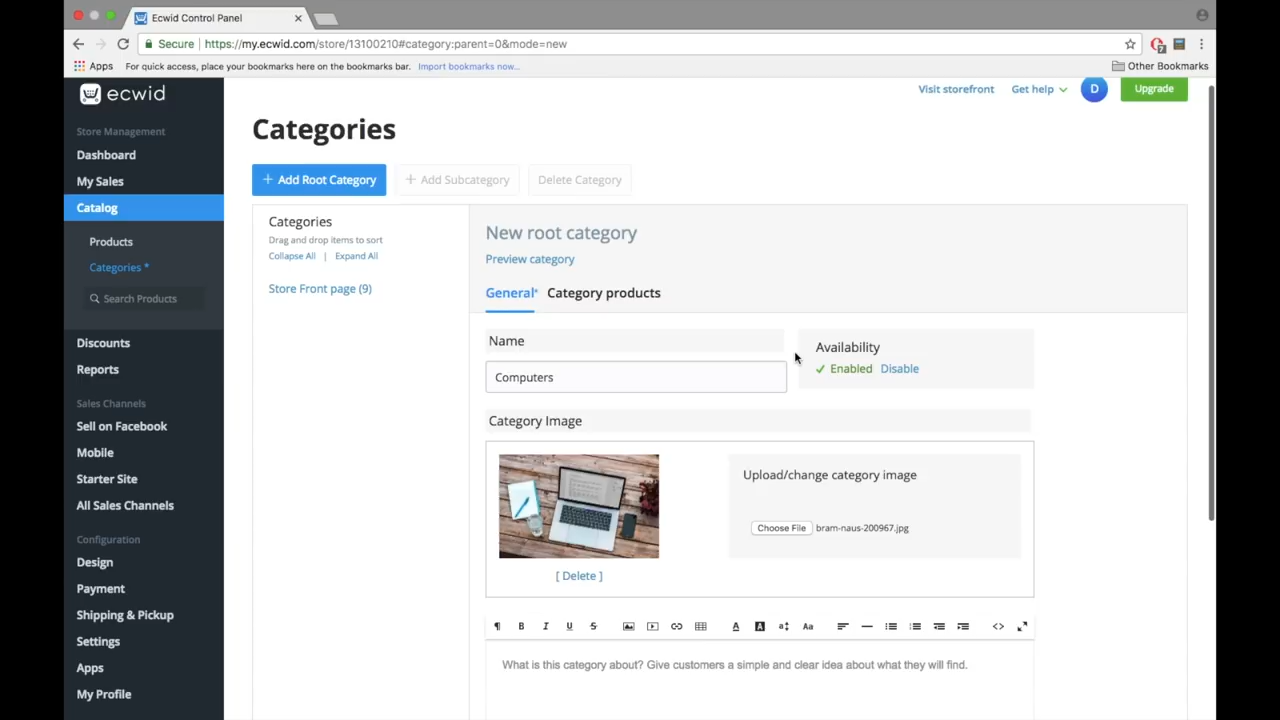 Ecwid Control Panel
Secure
https://my.ecwid.com/store/13100210#category:parent=0&mode=new
Apps
For quick access, place your bookmarks here on the bookmarks bar.
Import bookmarks now...
Other Bookmarks
ecwid
Visit storefront
Get help
D
Upgrade
Store Management
Dashboard
My Sales
Catalog
Products
Categories *
Search Products
Discounts
Reports
Sales Channels
Sell on Facebook
Mobile
Starter Site
All Sales Channels
Configuration
Design
Payment
Shipping & Pickup
Settings
Apps
My Profile
Categories
+ Add Root Category
+ Add Subcategory
Delete Category
Categories
Drag and drop items to sort
Collapse All | Expand All
Store Front page (9)
New root category
Preview category
General*
Category products
Name
Computers
Availability
Enabled
Disable
Category Image
Upload/change category image
Choose File
bram-naus-200967.jpg
[ Delete ]
What is this category about? Give customers a simple and clear idea about what they will find.